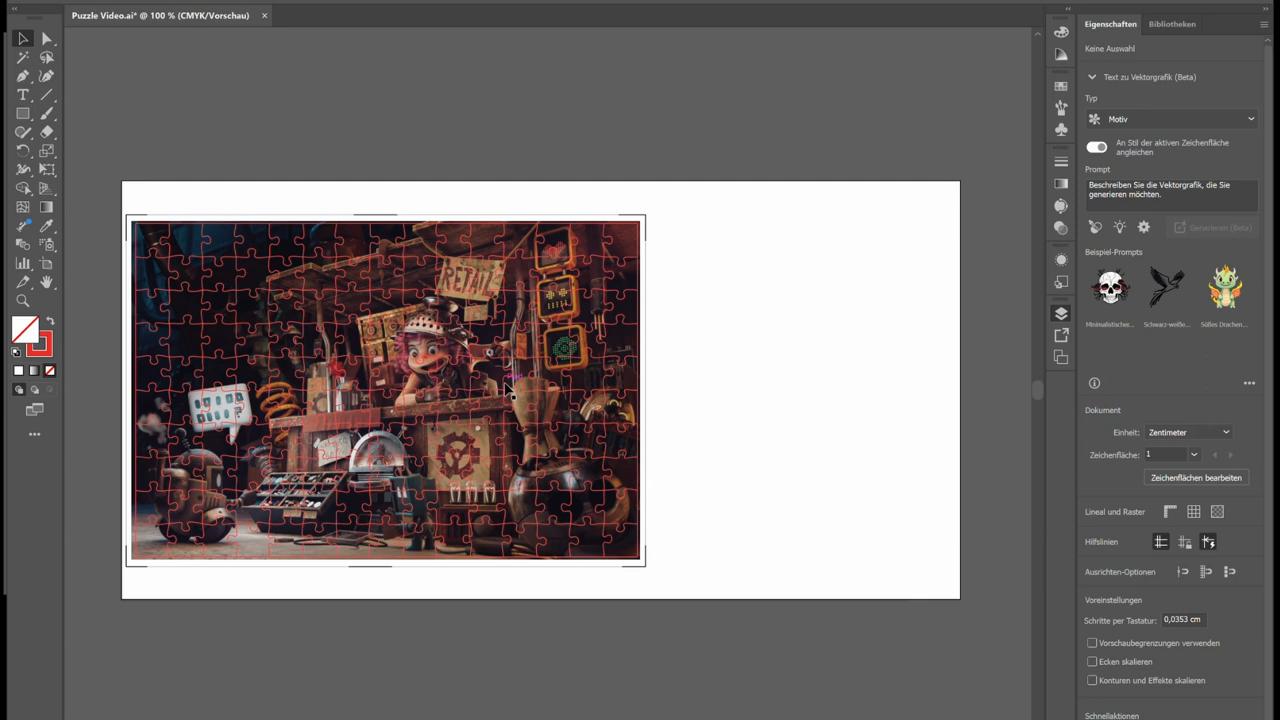 Puzzle Video.ai* @ 100 % (CMYK/Vorschau)
Eigenschaften
Bibliotheken
Keine Auswahl
Text zu Vektorgrafik (Beta)
Typ
Motiv
An Stil der aktiven Zeichenfläche
angleichen
Prompt
Beschreiben Sie die Vektorgrafik, die Sie
generieren möchten.
Generieren (Beta)
Beispiel-Prompts
Minimalistischer...
Schwarz-weiße...
Süßes Drachen...
Dokument
Einheit:
Zentimeter
Zeichenfläche:
1
Zeichenflächen bearbeiten
Lineal und Raster
Hilfslinien
Ausrichten-Optionen
Voreinstellungen
Schritte per Tastatur:
0,0353 cm
Vorschaubegrenzungen verwenden
Ecken skalieren
Konturen und Effekte skalieren
Schnellaktionen
RETAIL